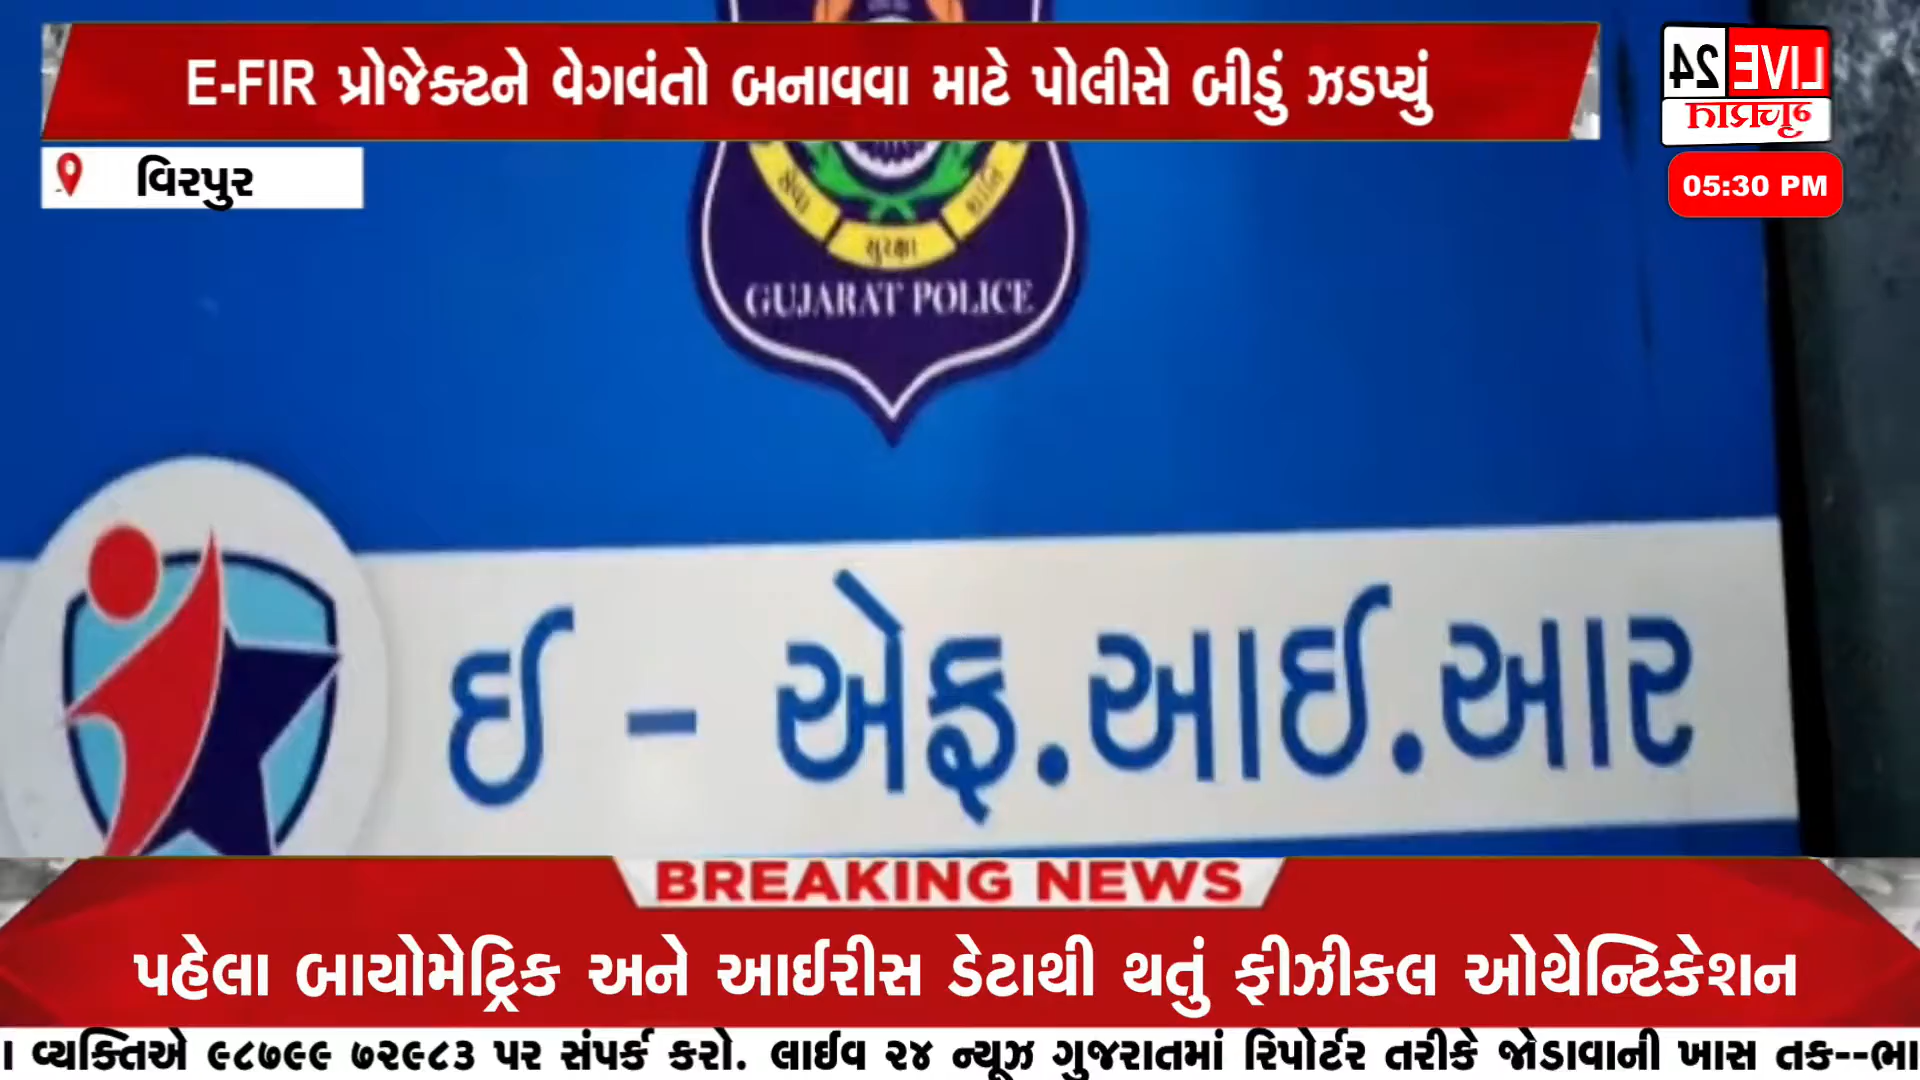 E-FIR પ્રોજેક્ટને વેગવંતો બનાવવા માટે પોલીસે બીડું ઝડપ્યું
LIVE 24
વિરપુર
05:30 PM
સેવા સુરક્ષા શાંતિ
GUJARAT POLICE
ઈ - એફ.આઈ.આર
BREAKING NEWS
પહેલા બાયોમેટ્રિક અને આઈરીસ ડેટાથી થતું ફીઝીકલ ઓથેન્ટિકેશન
વ્યક્તિએ ૯૮૭૯૯ ૭૨૯૮૩ પર સંપર્ક કરો. લાઈવ ૨૪ ન્યૂઝ ગુજરાતમાં રિપોર્ટર તરીકે જોડાવાની ખાસ તક--ભા